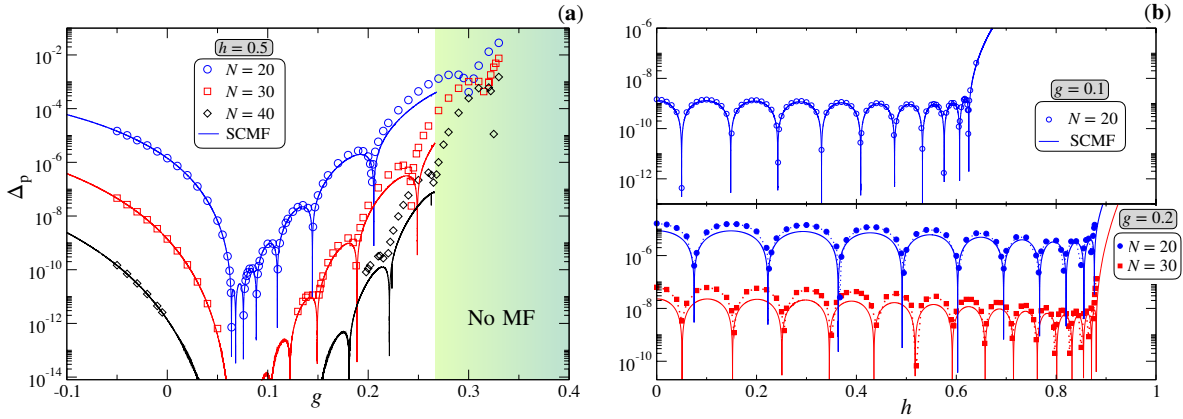 (a)
h = 0.5
N = 20
N = 30
N = 40
SCMF
No MF
Δp
10^-2
10^-4
10^-6
10^-8
10^-10
10^-12
10^-14
-0.1
0
0.1
0.2
0.3
0.4
g
(b)
10^-6
10^-8
10^-10
10^-12
g = 0.1
N = 20
SCMF
10^-6
10^-8
10^-10
g = 0.2
N = 20
N = 30
0
0.2
0.4
0.6
0.8
1
h